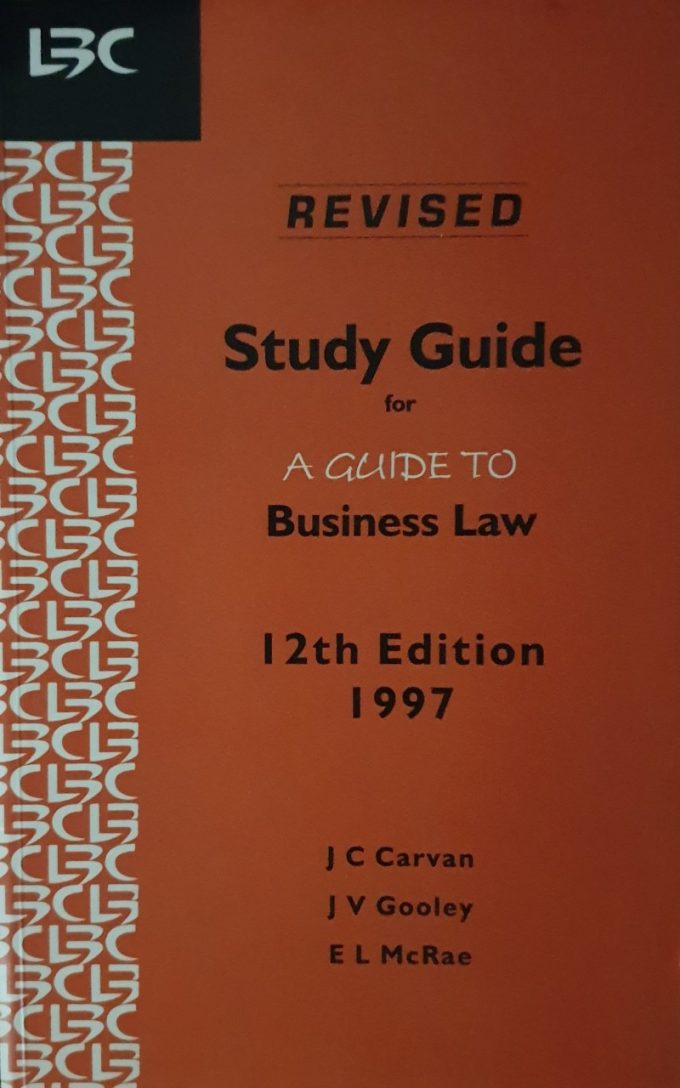 LBC
REVISED
Study Guide
for
A GUIDE TO
Business Law
12th Edition
1997
J C Carvan
J V Gooley
E L McRae